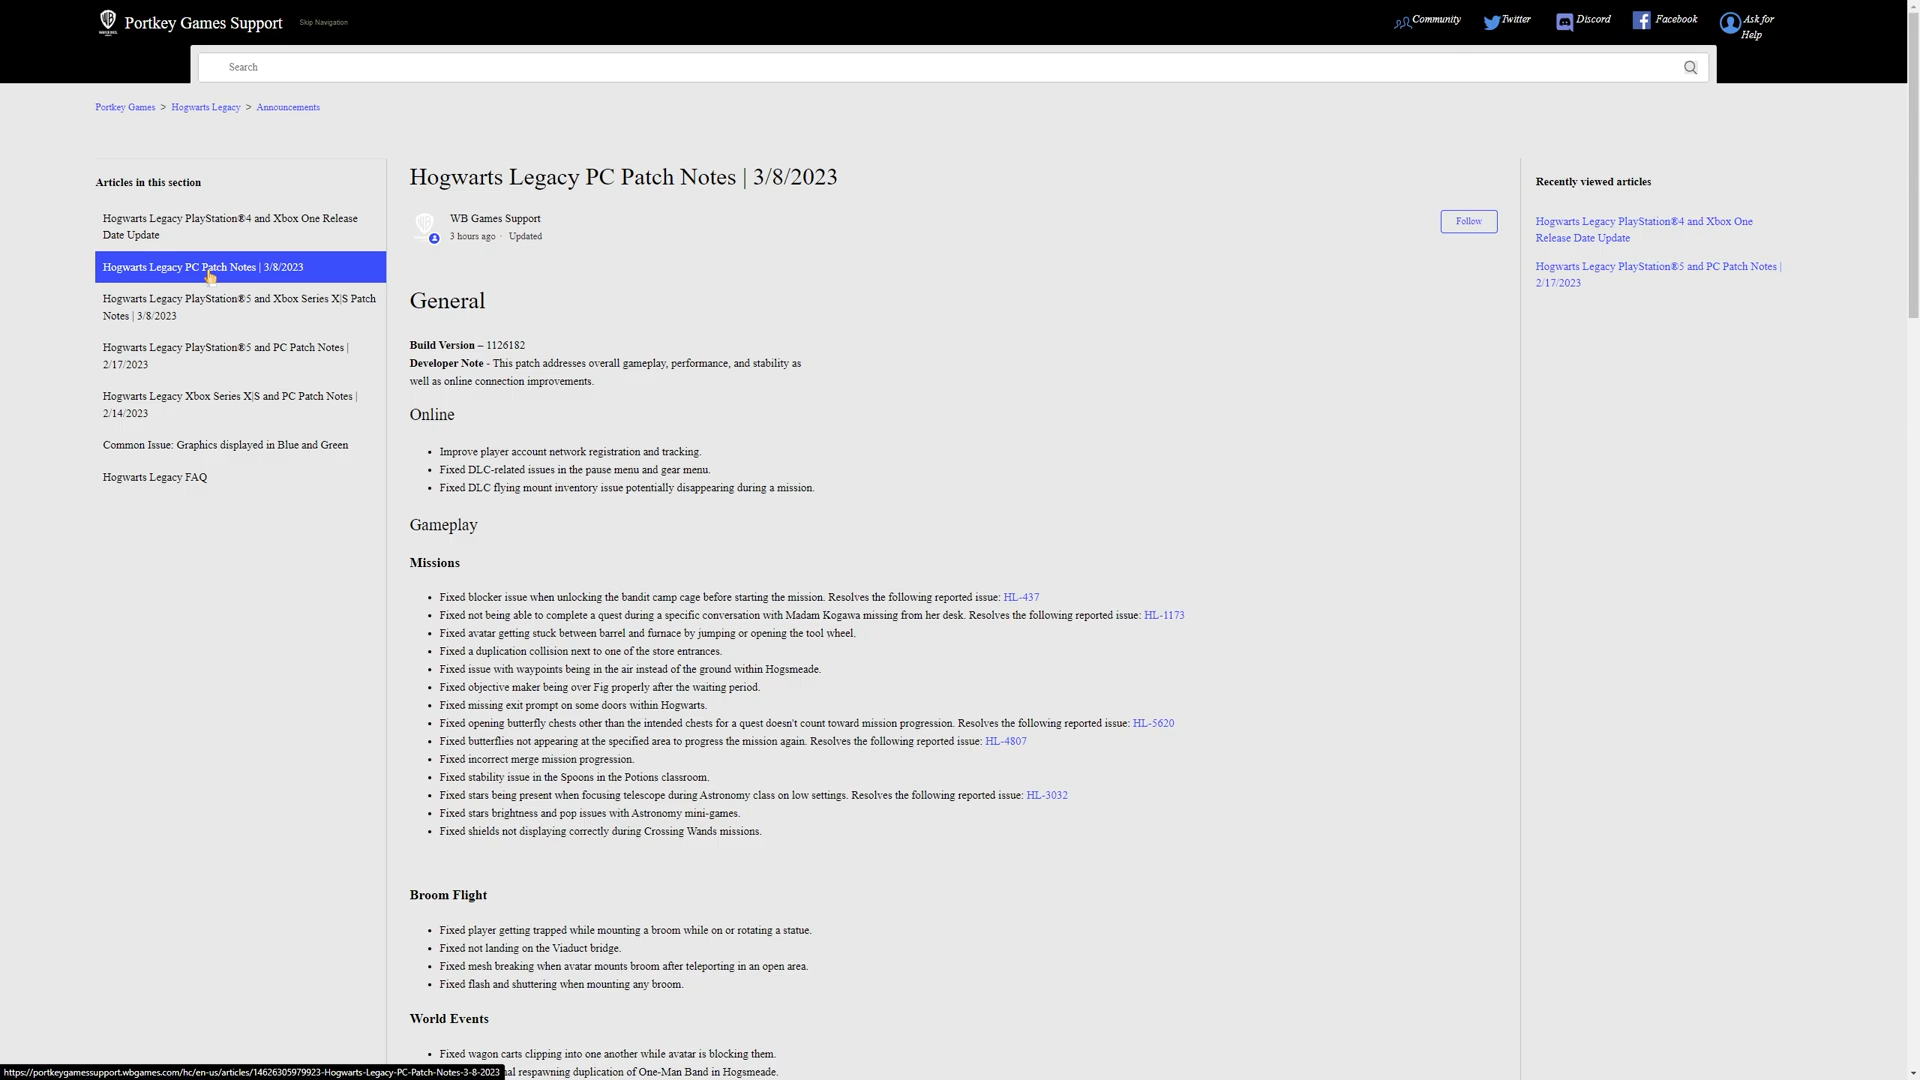 Portkey Games Support
Skip Navigation
Community
Twitter
Discord
Facebook
Ask for
Help
Search
Portkey Games > Hogwarts Legacy > Announcements
Articles in this section
Hogwarts Legacy PlayStation®4 and Xbox One Release
Date Update
Hogwarts Legacy PC Patch Notes | 3/8/2023
Hogwarts Legacy PlayStation®5 and Xbox Series X|S Patch
Notes | 3/8/2023
Hogwarts Legacy PlayStation®5 and PC Patch Notes |
2/17/2023
Hogwarts Legacy Xbox Series X|S and PC Patch Notes |
2/14/2023
Common Issue: Graphics displayed in Blue and Green
Hogwarts Legacy FAQ
Hogwarts Legacy PC Patch Notes | 3/8/2023
WB Games Support
3 hours ago · Updated
Follow
General
Build Version – 1126182
Developer Note - This patch addresses overall gameplay, performance, and stability as
well as online connection improvements.
Online
• Improve player account network registration and tracking.
• Fixed DLC-related issues in the pause menu and gear menu.
• Fixed DLC flying mount inventory issue potentially disappearing during a mission.
Gameplay
Missions
• Fixed blocker issue when unlocking the bandit camp cage before starting the mission. Resolves the following reported issue: HL-437
• Fixed not being able to complete a quest during a specific conversation with Madam Kogawa missing from her desk. Resolves the following reported issue: HL-1173
• Fixed avatar getting stuck between barrel and furnace by jumping or opening the tool wheel.
• Fixed a duplication collision next to one of the store entrances.
• Fixed issue with waypoints being in the air instead of the ground within Hogsmeade.
• Fixed objective maker being over Fig properly after the waiting period.
• Fixed missing exit prompt on some doors within Hogwarts.
• Fixed opening butterfly chests other than the intended chests for a quest doesn't count toward mission progression. Resolves the following reported issue: HL-5620
• Fixed butterflies not appearing at the specified area to progress the mission again. Resolves the following reported issue: HL-4807
• Fixed incorrect merge mission progression.
• Fixed stability issue in the Spoons in the Potions classroom.
• Fixed stars being present when focusing telescope during Astronomy class on low settings. Resolves the following reported issue: HL-3032
• Fixed stars brightness and pop issues with Astronomy mini-games.
• Fixed shields not displaying correctly during Crossing Wands missions.
Broom Flight
• Fixed player getting trapped while mounting a broom while on or rotating a statue.
• Fixed not landing on the Viaduct bridge.
• Fixed mesh breaking when avatar mounts broom after teleporting in an open area.
• Fixed flash and shuttering when mounting any broom.
World Events
• Fixed wagon carts clipping into one another while avatar is blocking them.
nal respawning duplication of One-Man Band in Hogsmeade.
Recently viewed articles
Hogwarts Legacy PlayStation®4 and Xbox One
Release Date Update
Hogwarts Legacy PlayStation®5 and PC Patch Notes |
2/17/2023
https://portkeygamessupport.wbgames.com/hc/en-us/articles/14626305979923-Hogwarts-Legacy-PC-Patch-Notes-3-8-2023